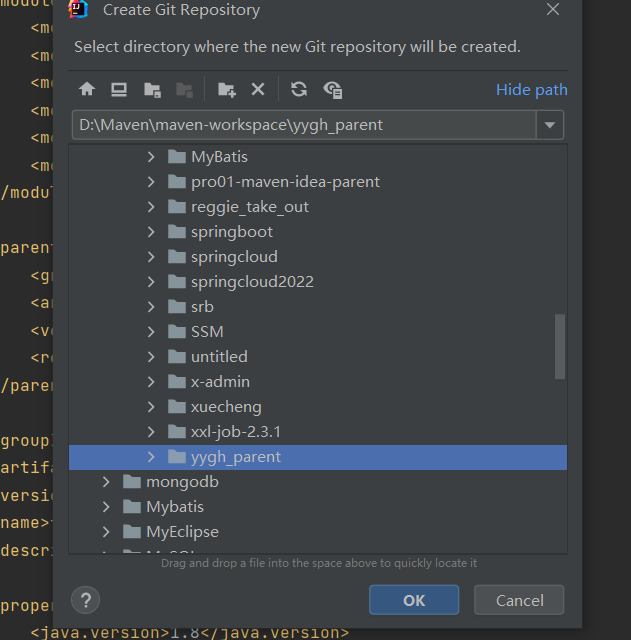 Create Git Repository
Select directory where the new Git repository will be created.
Hide path
D:\Maven\maven-workspace\yygh_parent
MyBatis
pro01-maven-idea-parent
reggie_take_out
springboot
springcloud
springcloud2022
srb
SSM
untitled
x-admin
xuecheng
xxl-job-2.3.1
yygh_parent
mongodb
Mybatis
MyEclipse
Drag and drop a file into the space above to quickly locate it
?
OK
Cancel
module
<mo
<mo
<mo
<mo
<mo
<mo
/modul
parent
<gr
<ar
<ve
<re
/paren
group
artifa
versio
name>
descri
proper
<java.version>1.8</java.version>